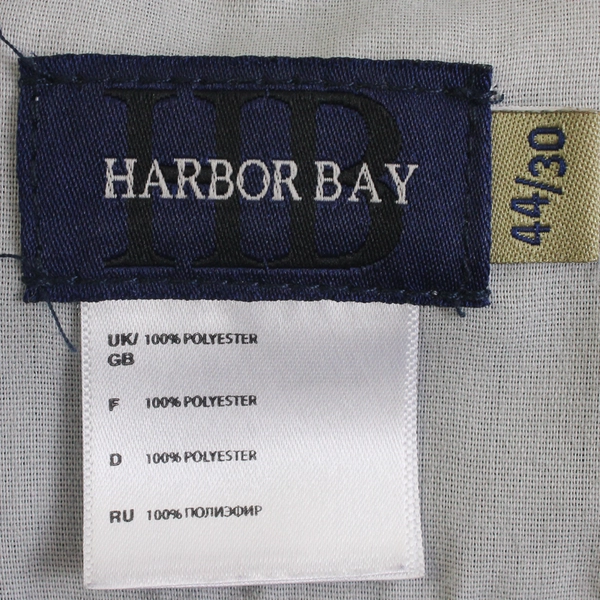 HB
HARBOR BAY
44/30
UK/ 100% POLYESTER
GB
F 100% POLYESTER
D 100% POLYESTER
RU 100% ПОЛИЭФИР